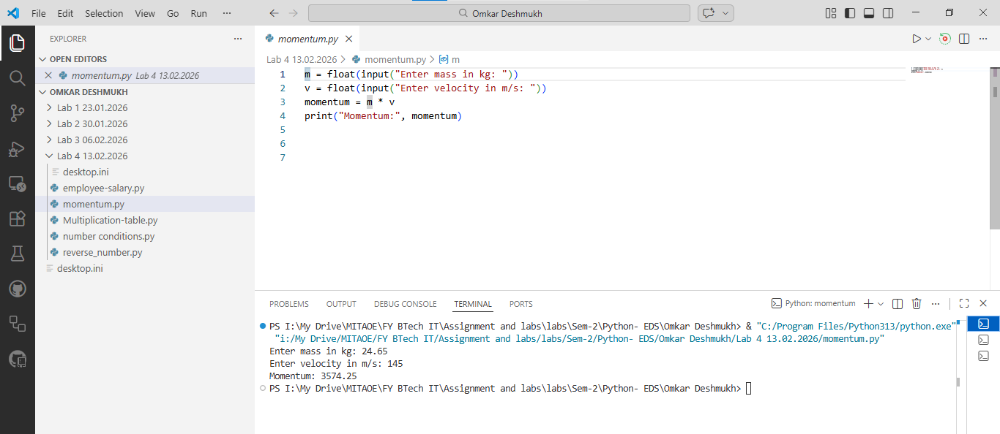 File Edit Selection View Go Run ··· Omkar Deshmukh
EXPLORER ···
OPEN EDITORS
momentum.py Lab 4 13.02.2026
OMKAR DESHMUKH
Lab 1 23.01.2026
Lab 2 30.01.2026
Lab 3 06.02.2026
Lab 4 13.02.2026
desktop.ini
employee-salary.py
momentum.py
Multiplication-table.py
number conditions.py
reverse_number.py
desktop.ini
momentum.py
Lab 4 13.02.2026 > momentum.py > m
1 m = float(input("Enter mass in kg: "))
2 v = float(input("Enter velocity in m/s: "))
3 momentum = m * v
4 print("Momentum:", momentum)
5
6
7
PROBLEMS OUTPUT DEBUG CONSOLE TERMINAL PORTS Python: momentum
PS I:\My Drive\MITAOE\FY BTech IT\Assignment and labs\labs\Sem-2\Python- EDS\Omkar Deshmukh> & "C:/Program Files/Python313/python.exe"
"i:/My Drive/MITAOE/FY BTech IT/Assignment and labs/labs/Sem-2/Python- EDS/Omkar Deshmukh/Lab 4 13.02.2026/momentum.py"
Enter mass in kg: 24.65
Enter velocity in m/s: 145
Momentum: 3574.25
PS I:\My Drive\MITAOE\FY BTech IT\Assignment and labs\labs\Sem-2\Python- EDS\Omkar Deshmukh>